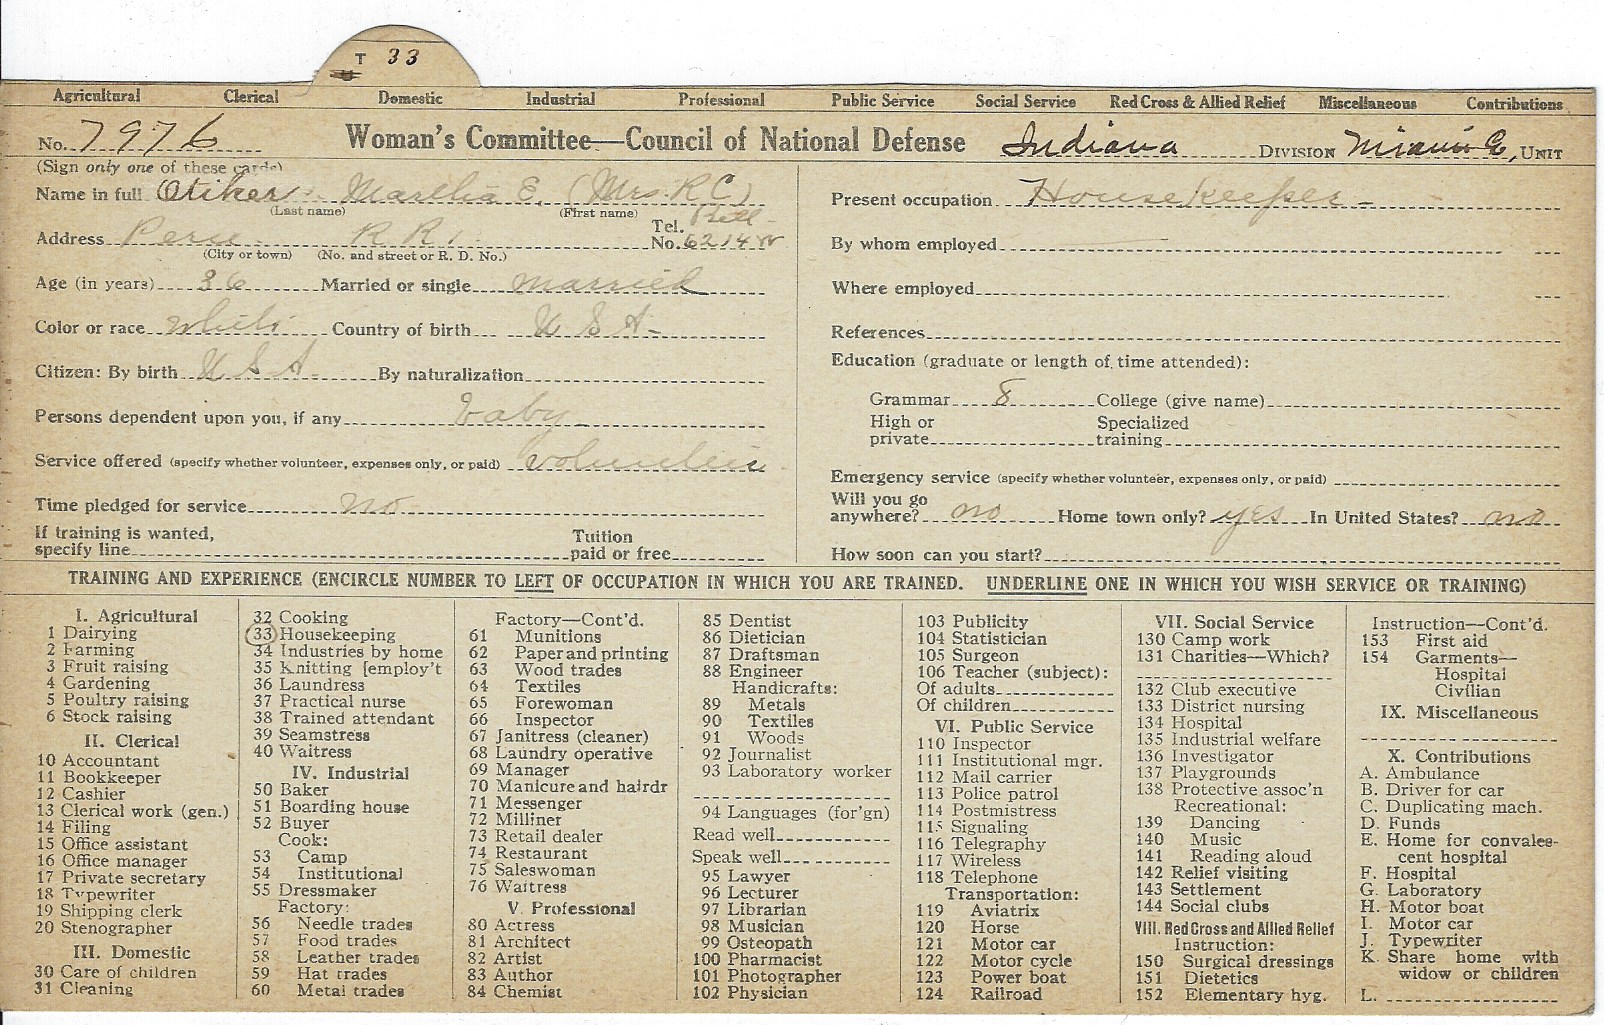 T 33
Agricultural Clerical Domestic Industrial Professional Public Service Social Service Red Cross & Allied Relief Miscellaneous Contributions
No. 7976 Woman's Committee—Council of National Defense Indiana DIVISION Miami Co, UNIT
(Sign only one of these cards)
Name in full Martha E. (Mrs. R C)
(Last name) (First name)
Address Peru R R 1. Tel. No. Bell 6214 W
(City or town) (No. and street or R. D. No.)
Age (in years) 36 Married or single married
Color or race white Country of birth U S A
Citizen: By birth U S A By naturalization
Persons dependent upon you, if any baby
Service offered (specify whether volunteer, expenses only, or paid) volunteer
Time pledged for service no
If training is wanted,
specify line Tuition paid or free
Present occupation Housekeeper
By whom employed
Where employed
References
Education (graduate or length of time attended):
Grammar 8 College (give name)
High or private Specialized training
Emergency service (specify whether volunteer, expenses only, or paid)
Will you go anywhere? no Home town only? yes In United States? no
How soon can you start?
TRAINING AND EXPERIENCE (ENCIRCLE NUMBER TO LEFT OF OCCUPATION IN WHICH YOU ARE TRAINED. UNDERLINE ONE IN WHICH YOU WISH SERVICE OR TRAINING)
I. Agricultural
1 Dairying
2 Farming
3 Fruit raising
4 Gardening
5 Poultry raising
6 Stock raising
II. Clerical
10 Accountant
11 Bookkeeper
12 Cashier
13 Clerical work (gen.)
14 Filing
15 Office assistant
16 Office manager
17 Private secretary
18 Typewriter
19 Shipping clerk
20 Stenographer
III. Domestic
30 Care of children
31 Cleaning
32 Cooking
33 Housekeeping
34 Industries by home
35 Knitting [employ't
36 Laundress
37 Practical nurse
38 Trained attendant
39 Seamstress
40 Waitress
IV. Industrial
50 Baker
51 Boarding house
52 Buyer
Cook:
53 Camp
54 Institutional
55 Dressmaker
Factory:
56 Needle trades
57 Food trades
58 Leather trades
59 Hat trades
60 Metal trades
Factory—Cont'd.
61 Munitions
62 Paper and printing
63 Wood trades
64 Textiles
65 Forewoman
66 Inspector
67 Janitress (cleaner)
68 Laundry operative
69 Manager
70 Manicure and hairdr
71 Messenger
72 Milliner
73 Retail dealer
74 Restaurant
75 Saleswoman
76 Waitress
V. Professional
80 Actress
81 Architect
82 Artist
83 Author
84 Chemist
85 Dentist
86 Dietician
87 Draftsman
88 Engineer
Handicrafts:
89 Metals
90 Textiles
91 Woods
92 Journalist
93 Laboratory worker
94 Languages (for'gn)
Read well
Speak well
95 Lawyer
96 Lecturer
97 Librarian
98 Musician
99 Osteopath
100 Pharmacist
101 Photographer
102 Physician
103 Publicity
104 Statistician
105 Surgeon
106 Teacher (subject):
Of adults
Of children
VI. Public Service
110 Inspector
111 Institutional mgr.
112 Mail carrier
113 Police patrol
114 Postmistress
115 Signaling
116 Telegraphy
117 Wireless
118 Telephone
Transportation:
119 Aviatrix
120 Horse
121 Motor car
122 Motor cycle
123 Power boat
124 Railroad
VII. Social Service
130 Camp work
131 Charities—Which?
132 Club executive
133 District nursing
134 Hospital
135 Industrial welfare
136 Investigator
137 Playgrounds
138 Protective assoc'n
Recreational:
139 Dancing
140 Music
141 Reading aloud
142 Relief visiting
143 Settlement
144 Social clubs
VIII. Red Cross and Allied Relief
Instruction:
150 Surgical dressings
151 Dietetics
152 Elementary hyg.
Instruction—Cont'd.
153 First aid
154 Garments—
Hospital
Civilian
IX. Miscellaneous
X. Contributions
A. Ambulance
B. Driver for car
C. Duplicating mach.
D. Funds
E. Home for convales-
cent hospital
F. Hospital
G. Laboratory
H. Motor boat
I. Motor car
J. Typewriter
K. Share home with
widow or children
L.